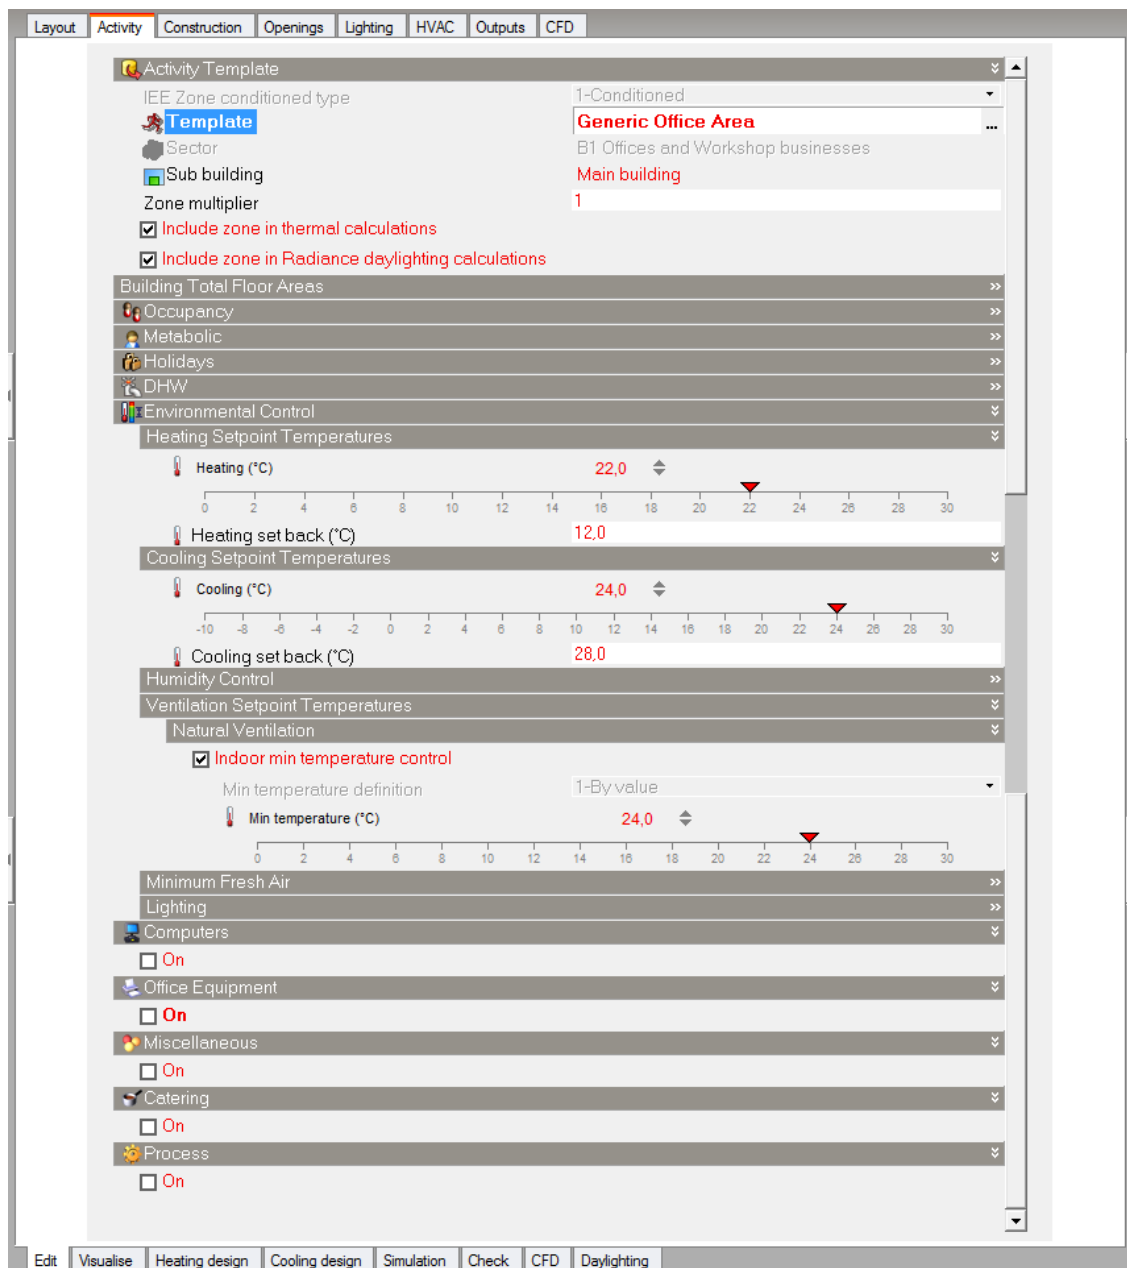 Layout Activity Construction Openings Lighting HVAC Outputs CFD
Activity Template
IEE Zone conditioned type 1-Conditioned
Template Generic Office Area ...
Sector B1 Offices and Workshop businesses
Sub building Main building
Zone multiplier 1
Include zone in thermal calculations
Include zone in Radiance daylighting calculations
Building Total Floor Areas
Occupancy
Metabolic
Holidays
DHW
Environmental Control
Heating Setpoint Temperatures
Heating (°C) 22,0
0 2 4 6 8 10 12 14 16 18 20 22 24 26 28 30
Heating set back (°C) 12,0
Cooling Setpoint Temperatures
Cooling (°C) 24,0
-10 -8 -6 -4 -2 0 2 4 6 8 10 12 14 16 18 20 22 24 26 28 30
Cooling set back (°C) 28,0
Humidity Control
Ventilation Setpoint Temperatures
Natural Ventilation
Indoor min temperature control
Min temperature definition 1-By value
Min temperature (°C) 24,0
0 2 4 6 8 10 12 14 16 18 20 22 24 26 28 30
Minimum Fresh Air
Lighting
Computers
On
Office Equipment
On
Miscellaneous
On
Catering
On
Process
On
Edit Visualise Heating design Cooling design Simulation Check CFD Daylighting